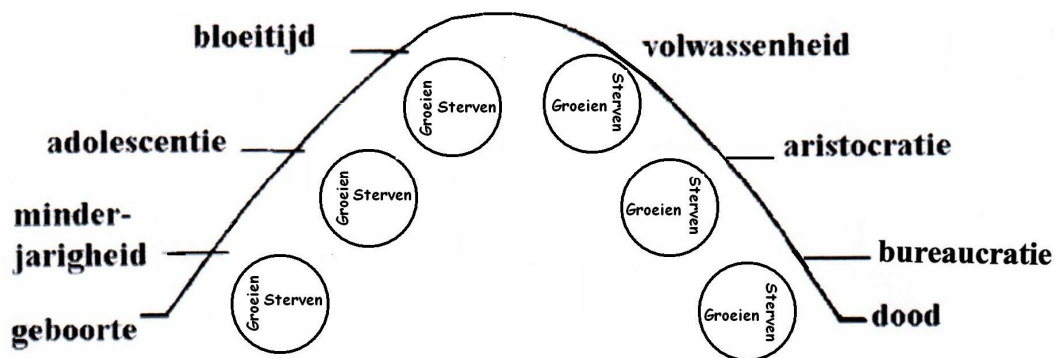 bloeitijd
volwassenheid
Groeien Sterven
Groeien Sterven
adolescentie
aristocratie
Groeien Sterven
Groeien Sterven
minder-
jarigheid
bureaucratie
Groeien Sterven
Groeien Sterven
geboorte
dood